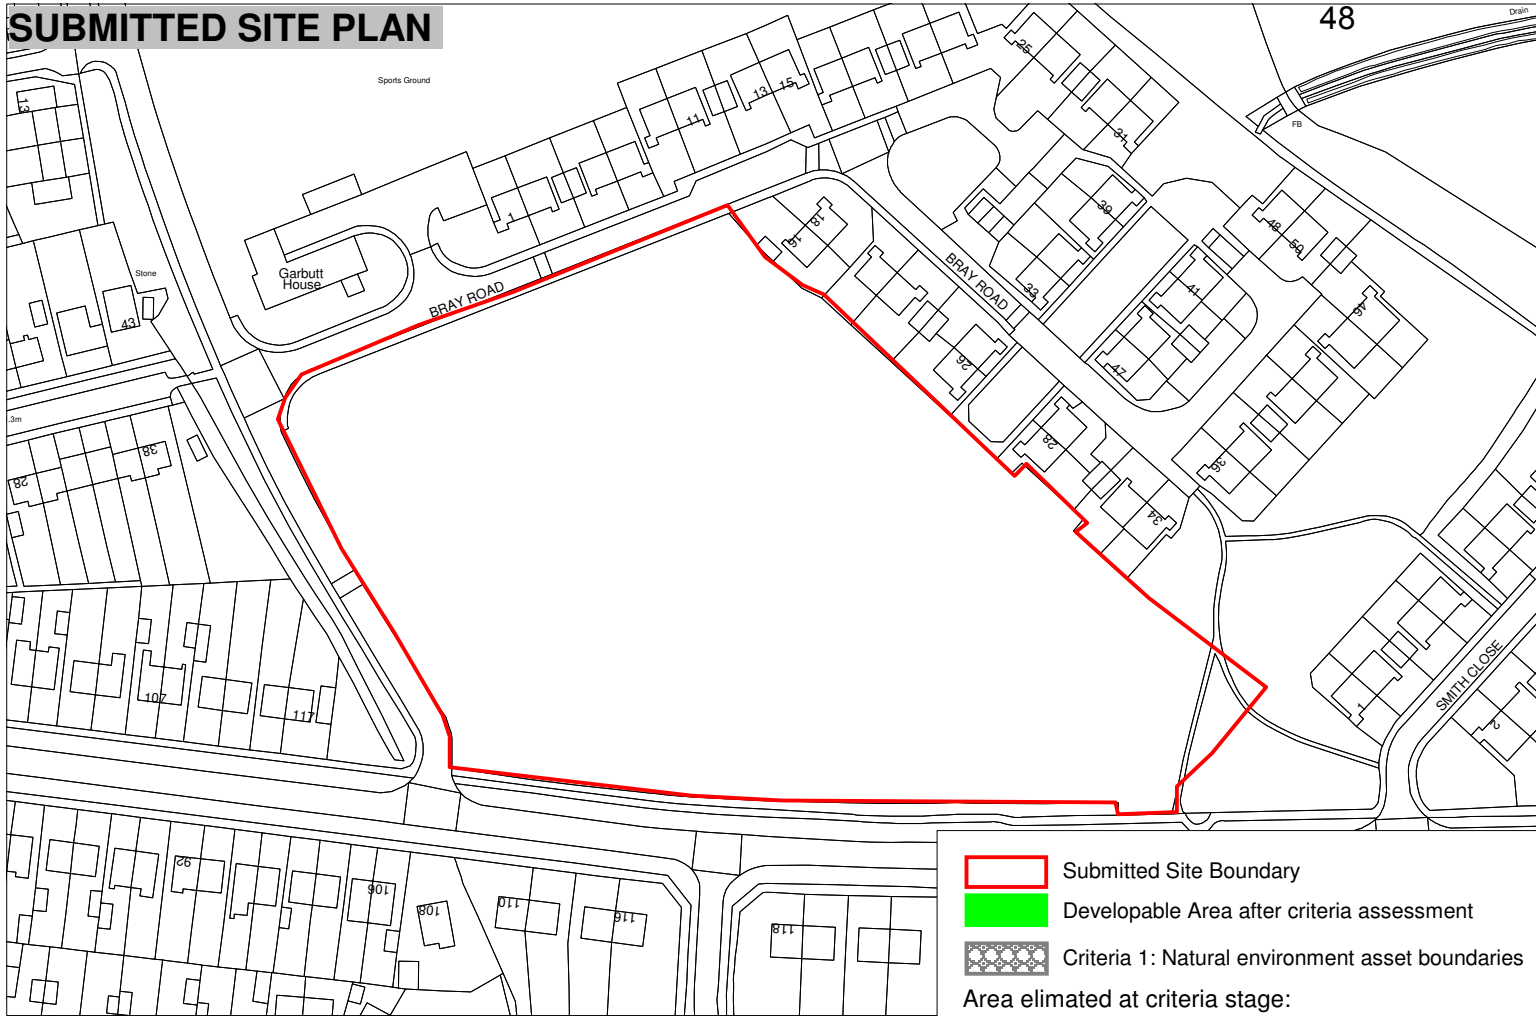 SUBMITTED SITE PLAN
48
Drain
Sports Ground
25
13
13
15
11
31
FB
1
39
18
16
48
50
Garbutt
House
Stone
BRAY ROAD
BRAY ROAD
33
41
43
46
26
47
.3m
38
28
28
36
34
107
117
1
SMITH CLOSE
2
92
106
108
110
116
118
Submitted Site Boundary
Developable Area after criteria assessment
Criteria 1: Natural environment asset boundaries
Area elimated at criteria stage: